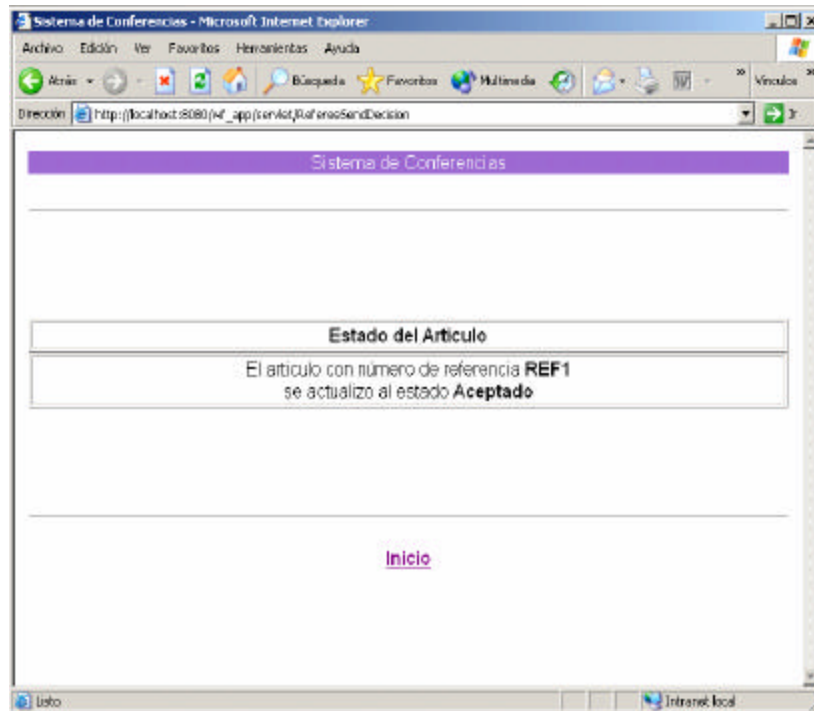 Sistema de Conferencias - Microsoft Internet Explorer
Archivo Edición Ver Favoritos Herramientas Ayuda
Atrás Búsqueda Favoritos Multimedia » Vínculos »
Dirección http://localhost:8080/wf_app/servlet/RefereeSendDecision Ir
Sistema de Conferencias
Estado del Articulo
El articulo con número de referencia REF1
se actualizo al estado Aceptado
Inicio
Listo Intranet local